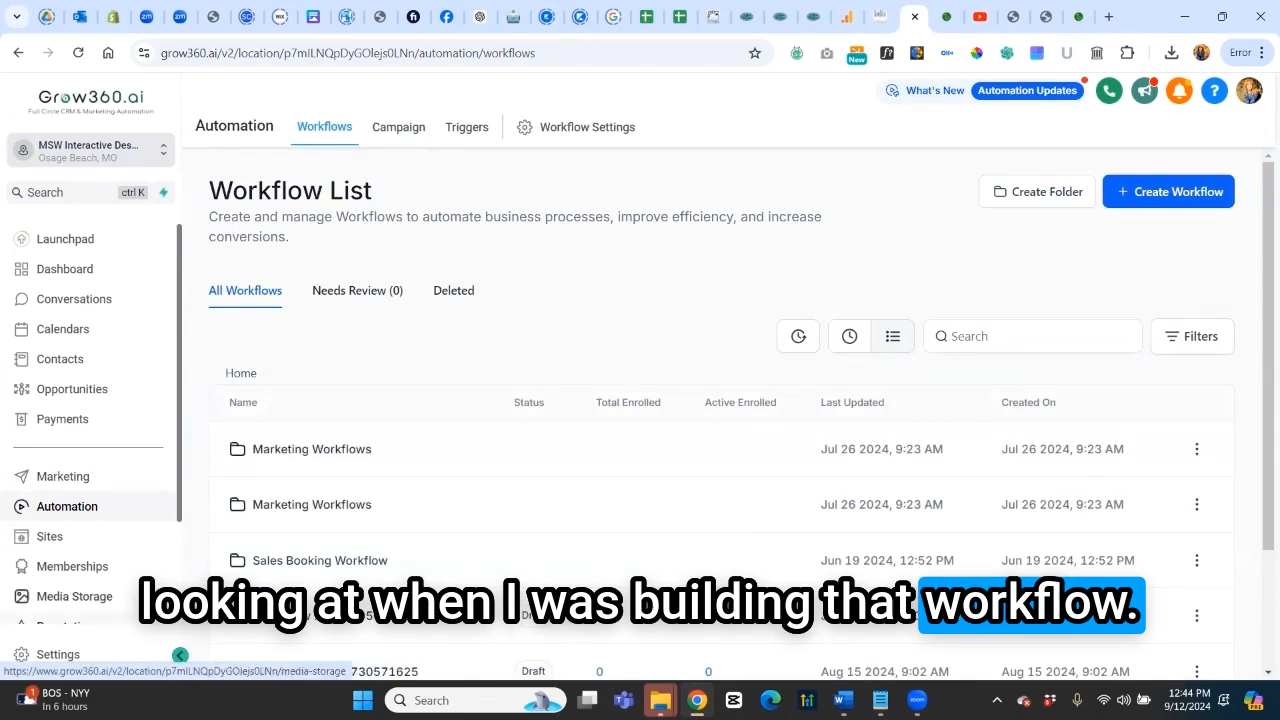 grow360.ai/v2/location/p7mlLNQpDyGOlejs0LNn/automation/workflows
New
Error
Grow360.ai
Full Circle CRM & Marketing Automation
What's New
Automation Updates
MSW Interactive Des...
Osage Beach, MO
Search
ctrl K
Automation
Workflows
Campaign
Triggers
Workflow Settings
Launchpad
Dashboard
Conversations
Calendars
Contacts
Opportunities
Payments
Marketing
Automation
Sites
Memberships
Media Storage
Settings
Workflow List
Create and manage Workflows to automate business processes, improve efficiency, and increase
conversions.
Create Folder
+ Create Workflow
All Workflows
Needs Review (0)
Deleted
Search
Filters
Home
Name Status Total Enrolled Active Enrolled Last Updated Created On
Marketing Workflows Jul 26 2024, 9:23 AM Jul 26 2024, 9:23 AM
Marketing Workflows Jul 26 2024, 9:23 AM Jul 26 2024, 9:23 AM
Sales Booking Workflow Jun 19 2024, 12:52 PM Jun 19 2024, 12:52 PM
looking at when I was building that workflow.
730571625 Draft 0 0 Aug 15 2024, 9:02 AM Aug 15 2024, 9:02 AM
https://www.grow360.ai/v2/location/p7mlLNQpDyGOlejs0LNn/media-storage
1
BOS - NYY
In 6 hours
Search
12:44 PM
9/12/2024